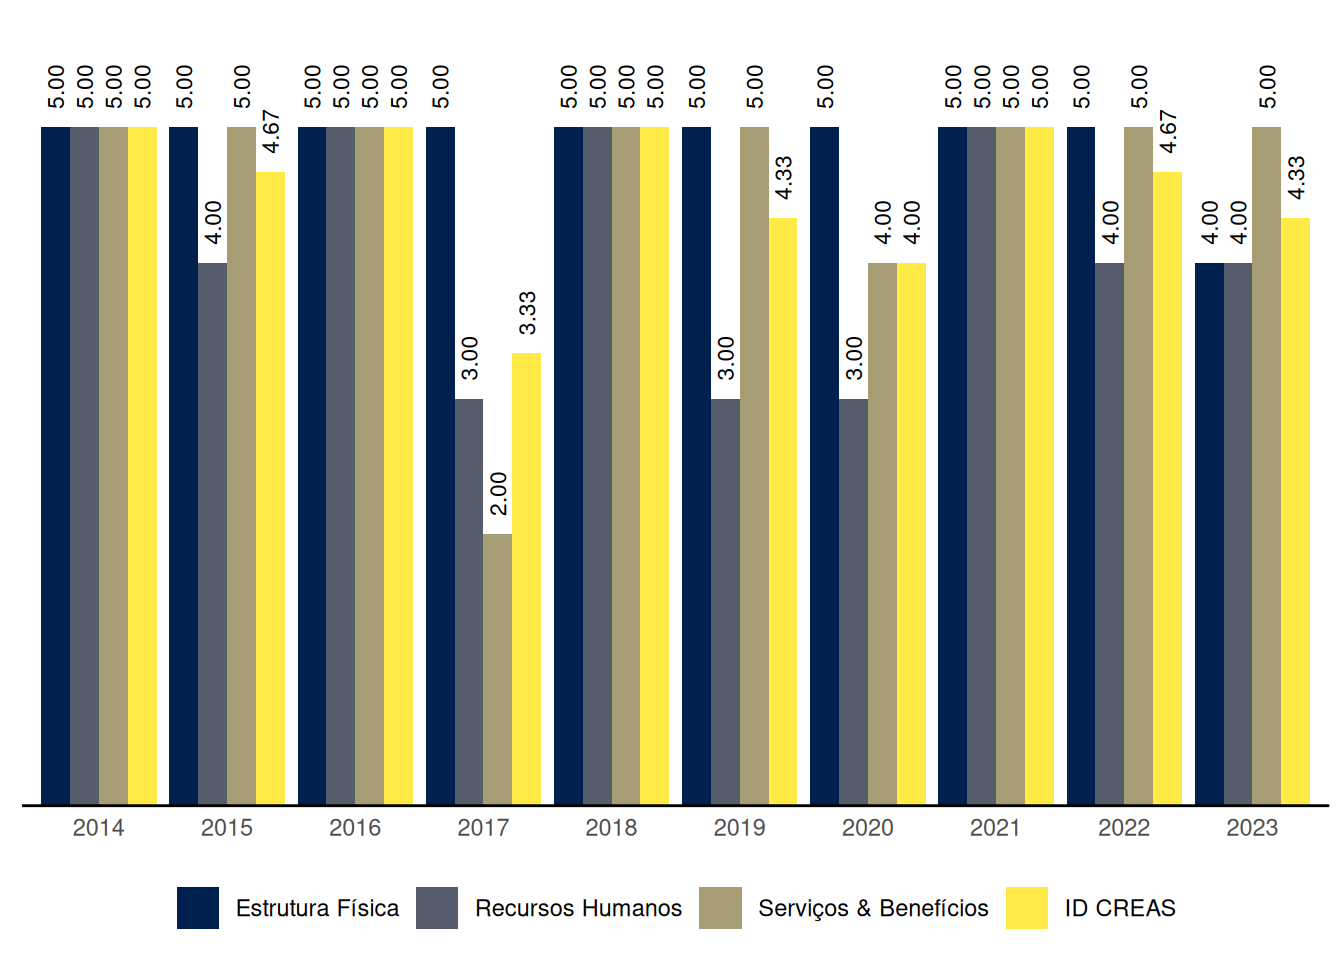 5.00 5.00 5.00 5.00 5.00 4.00 5.00 4.67 5.00 5.00 5.00 5.00 5.00 3.00 2.00 3.33 5.00 5.00 5.00 5.00 5.00 3.00 5.00 4.33 5.00 3.00 4.00 4.00 5.00 5.00 5.00 5.00 5.00 4.00 5.00 4.67 4.00 4.00 5.00 4.33
2014 2015 2016 2017 2018 2019 2020 2021 2022 2023
Estrutura Física Recursos Humanos Serviços & Benefícios ID CREAS